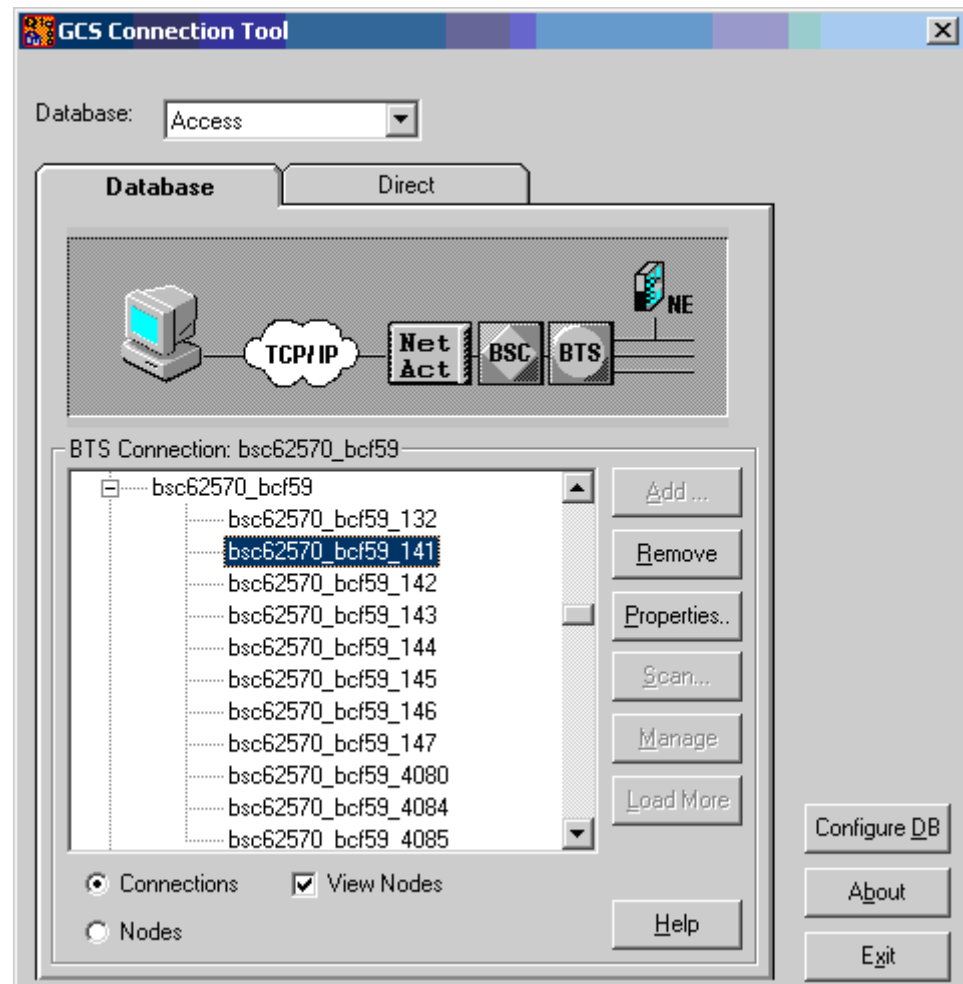 GCS Connection Tool
Database: Access
Database Direct
TCP/IP
Net Act
BSC
BTS
NE
BTS Connection: bsc62570_bcf59
bsc62570_bcf59
bsc62570_bcf59_132
bsc62570_bcf59_141
bsc62570_bcf59_142
bsc62570_bcf59_143
bsc62570_bcf59_144
bsc62570_bcf59_145
bsc62570_bcf59_146
bsc62570_bcf59_147
bsc62570_bcf59_4080
bsc62570_bcf59_4084
bsc62570_bcf59_4085
Add ...
Remove
Properties..
Scan...
Manage
Load More
Connections View Nodes
Nodes
Help
Configure DB
About
Exit